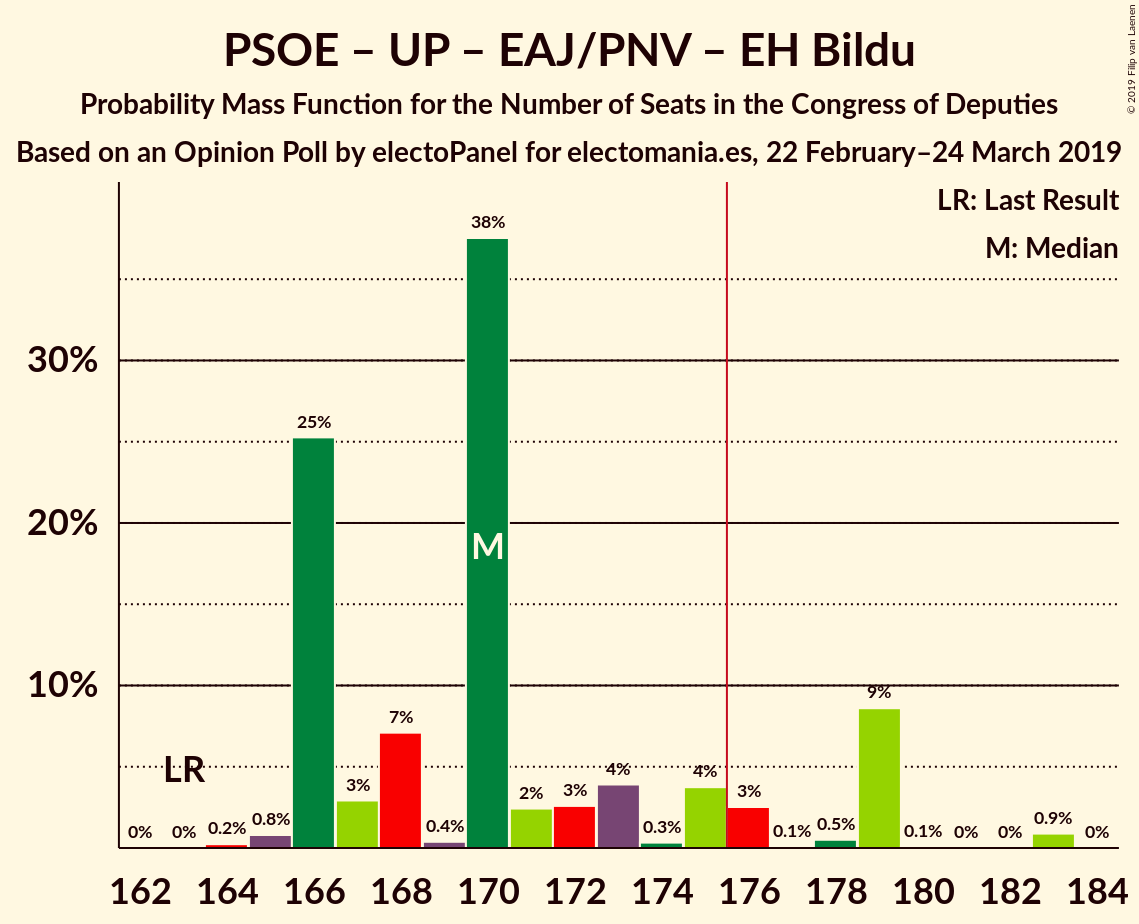 PSOE – UP – EAJ/PNV – EH Bildu
Probability Mass Function for the Number of Seats in the Congress of Deputies
Based on an Opinion Poll by electoPanel for electomania.es, 22 February–24 March 2019
© 2019 Filip van Laenen
LR: Last Result
M: Median
30%
20%
10%
0% 0% 0.2% 0.8% 25% 3% 7% 0.4% 38% 2% 3% 4% 0.3% 4% 3% 0.1% 0.5% 9% 0.1% 0% 0% 0.9% 0%
LR
M
162 164 166 168 170 172 174 176 178 180 182 184